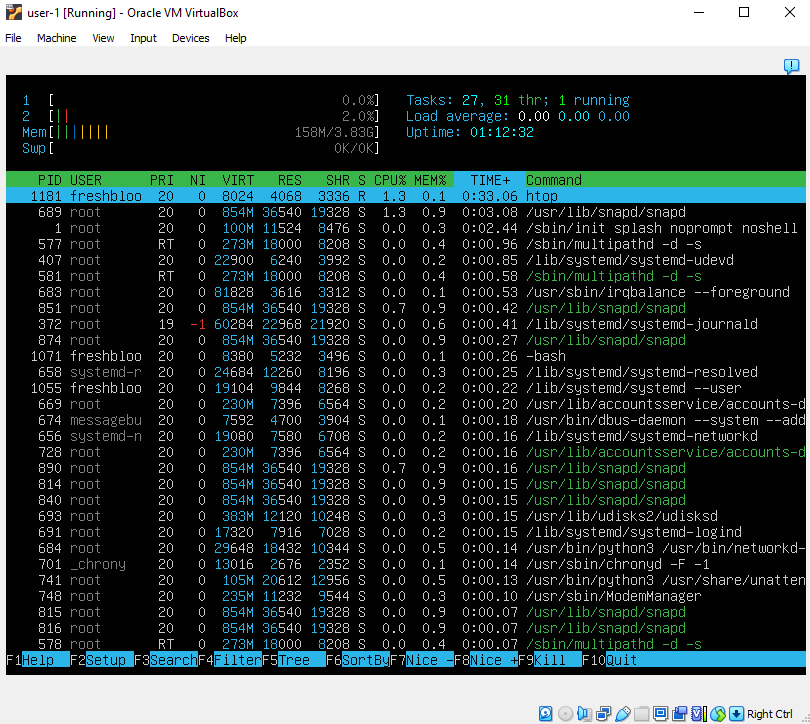 user-1 [Running] - Oracle VM VirtualBox
File Machine View Input Devices Help
1 [ 0.0%] Tasks: 27, 31 thr; 1 running
2 [|| 2.0%] Load average: 0.00 0.00 0.00
Mem[||||||| 158M/3.83G] Uptime: 01:12:32
Swp[ 0K/0K]
PID USER PRI NI VIRT RES SHR S CPU% MEM% TIME+ Command
1181 freshbloo 20 0 8024 4068 3336 R 1.3 0.1 0:33.06 htop
689 root 20 0 854M 36540 19328 S 1.3 0.9 0:03.08 /usr/lib/snapd/snapd
1 root 20 0 100M 11524 8476 S 0.0 0.3 0:02.44 /sbin/init splash noprompt noshell
577 root RT 0 273M 18000 8208 S 0.0 0.4 0:00.96 /sbin/multipathd -d -s
407 root 20 0 22900 6240 3992 S 0.0 0.2 0:00.85 /lib/systemd/systemd-udevd
581 root RT 0 273M 18000 8208 S 0.0 0.4 0:00.58 /sbin/multipathd -d -s
683 root 20 0 81828 3616 3312 S 0.0 0.1 0:00.53 /usr/sbin/irqbalance --foreground
851 root 20 0 854M 36540 19328 S 0.7 0.9 0:00.42 /usr/lib/snapd/snapd
372 root 19 -1 60284 22968 21920 S 0.0 0.6 0:00.41 /lib/systemd/systemd-journald
874 root 20 0 854M 36540 19328 S 0.0 0.9 0:00.27 /usr/lib/snapd/snapd
1071 freshbloo 20 0 8380 5232 3496 S 0.0 0.1 0:00.26 -bash
658 systemd-r 20 0 24684 12260 8196 S 0.0 0.3 0:00.25 /lib/systemd/systemd-resolved
1055 freshbloo 20 0 19104 9844 8268 S 0.0 0.2 0:00.22 /lib/systemd/systemd --user
669 root 20 0 230M 7396 6564 S 0.0 0.2 0:00.20 /usr/lib/accountsservice/accounts-d
674 messagebu 20 0 7592 4700 3904 S 0.0 0.1 0:00.18 /usr/bin/dbus-daemon --system --add
656 systemd-n 20 0 19080 7580 6708 S 0.0 0.2 0:00.16 /lib/systemd/systemd-networkd
728 root 20 0 230M 7396 6564 S 0.0 0.2 0:00.16 /usr/lib/accountsservice/accounts-d
890 root 20 0 854M 36540 19328 S 0.7 0.9 0:00.16 /usr/lib/snapd/snapd
814 root 20 0 854M 36540 19328 S 0.0 0.9 0:00.15 /usr/lib/snapd/snapd
840 root 20 0 854M 36540 19328 S 0.0 0.9 0:00.15 /usr/lib/snapd/snapd
693 root 20 0 383M 12120 10248 S 0.0 0.3 0:00.15 /usr/lib/udisks2/udisksd
691 root 20 0 17320 7916 7028 S 0.0 0.2 0:00.15 /lib/systemd/systemd-logind
684 root 20 0 29648 18432 10344 S 0.0 0.5 0:00.14 /usr/bin/python3 /usr/bin/networkd-
701 _chrony 20 0 13016 2676 2352 S 0.0 0.1 0:00.14 /usr/sbin/chronyd -F -1
741 root 20 0 105M 20612 12956 S 0.0 0.5 0:00.13 /usr/bin/python3 /usr/share/unatten
748 root 20 0 235M 11232 9544 S 0.0 0.3 0:00.10 /usr/sbin/ModemManager
815 root 20 0 854M 36540 19328 S 0.0 0.9 0:00.07 /usr/lib/snapd/snapd
816 root 20 0 854M 36540 19328 S 0.0 0.9 0:00.07 /usr/lib/snapd/snapd
578 root RT 0 273M 18000 8208 S 0.0 0.4 0:00.07 /sbin/multipathd -d -s
F1Help F2Setup F3SearchF4FilterF5Tree F6SortByF7Nice -F8Nice +F9Kill F10Quit
Right Ctrl